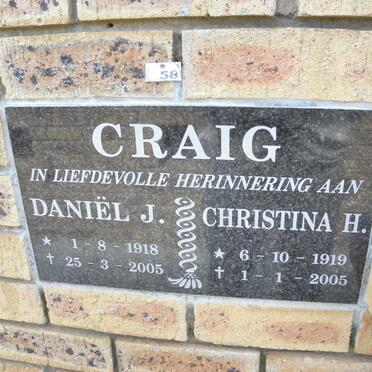 58
CRAIG
IN LIEFDEVOLLE HERINNERING AAN
DANIËL J.
★ 1-8-1918
✝ 25-3-2005
CHRISTINA H.
★ 6-10-1919
✝ 1-1-2005